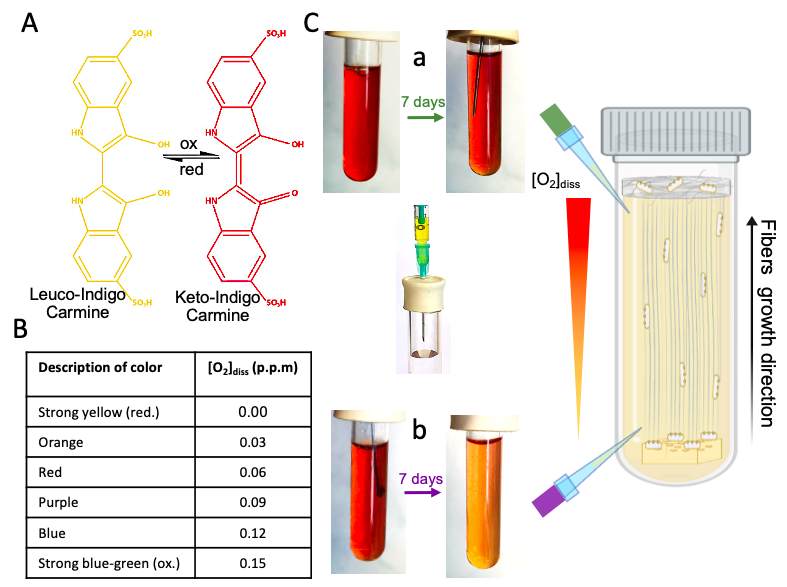 A
SO₃H
HN
OH
HN
OH
SO₃H
Leuco-Indigo
Carmine
ox
red
SO₃H
HN
OH
HN
O
SO₃H
Keto-Indigo
Carmine
B
Description of color [O₂]diss (p.p.m)
Strong yellow (red.) 0.00
Orange 0.03
Red 0.06
Purple 0.09
Blue 0.12
Strong blue-green (ox.) 0.15
C
a
7 days
b
7 days
[O₂]diss
Fibers growth direction